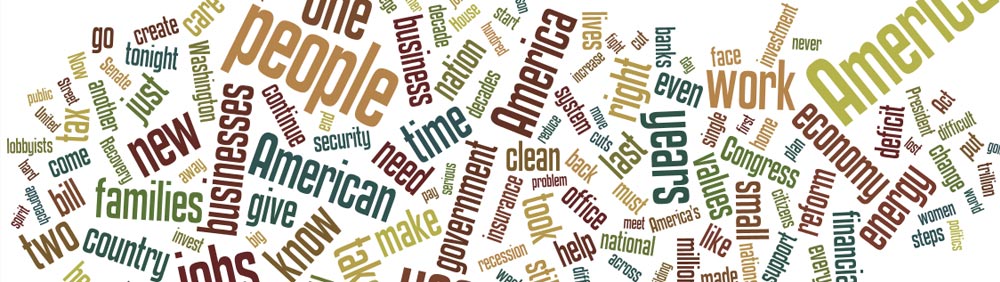 go
create
care
tonight
one
people
business
decade
House
start
hundred
nation
decades
America
lives
fight
cut
increase
banks
day
face
investment
never
America
Now
Senate
Washington
public
street
United
tax
another
just
Recovery
lobbyists
hard
come
new
away
businesses
continue
end
security
time
need
pay
serious
system
reduce
move
cuts
right
last
even
work
years
single
first
home
plan
Congress
values
economy
deficit
lost
President
Act
difficult
change
put
trillion
world
spirit
approach
bill
families
American
give
government
clean
problem
insurance
back
took
office
must
meet
America's
small
citizens
reform
energy
women
politics
steps
two
country
invest
big
jobs
know
make
recession
help
national
across
like
million
made
support
every